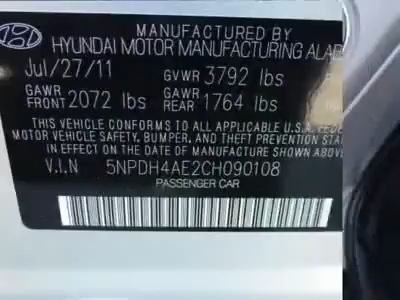 MANUFACTURED BY
HYUNDAI MOTOR MANUFACTURING ALAB
Jul/27/11 GVWR 3792 lbs
GAWR FRONT 2072 lbs GAWR REAR 1764 lbs
THIS VEHICLE CONFORMS TO ALL APPLICABLE U.S.A. FEDE
MOTOR VEHICLE SAFETY, BUMPER, AND THEFT PREVENTION
STANDARDS IN EFFECT ON THE DATE OF MANUFACTURE SHOWN ABOV
V.I.N 5NPDH4AE2CH090108
PASSENGER CAR